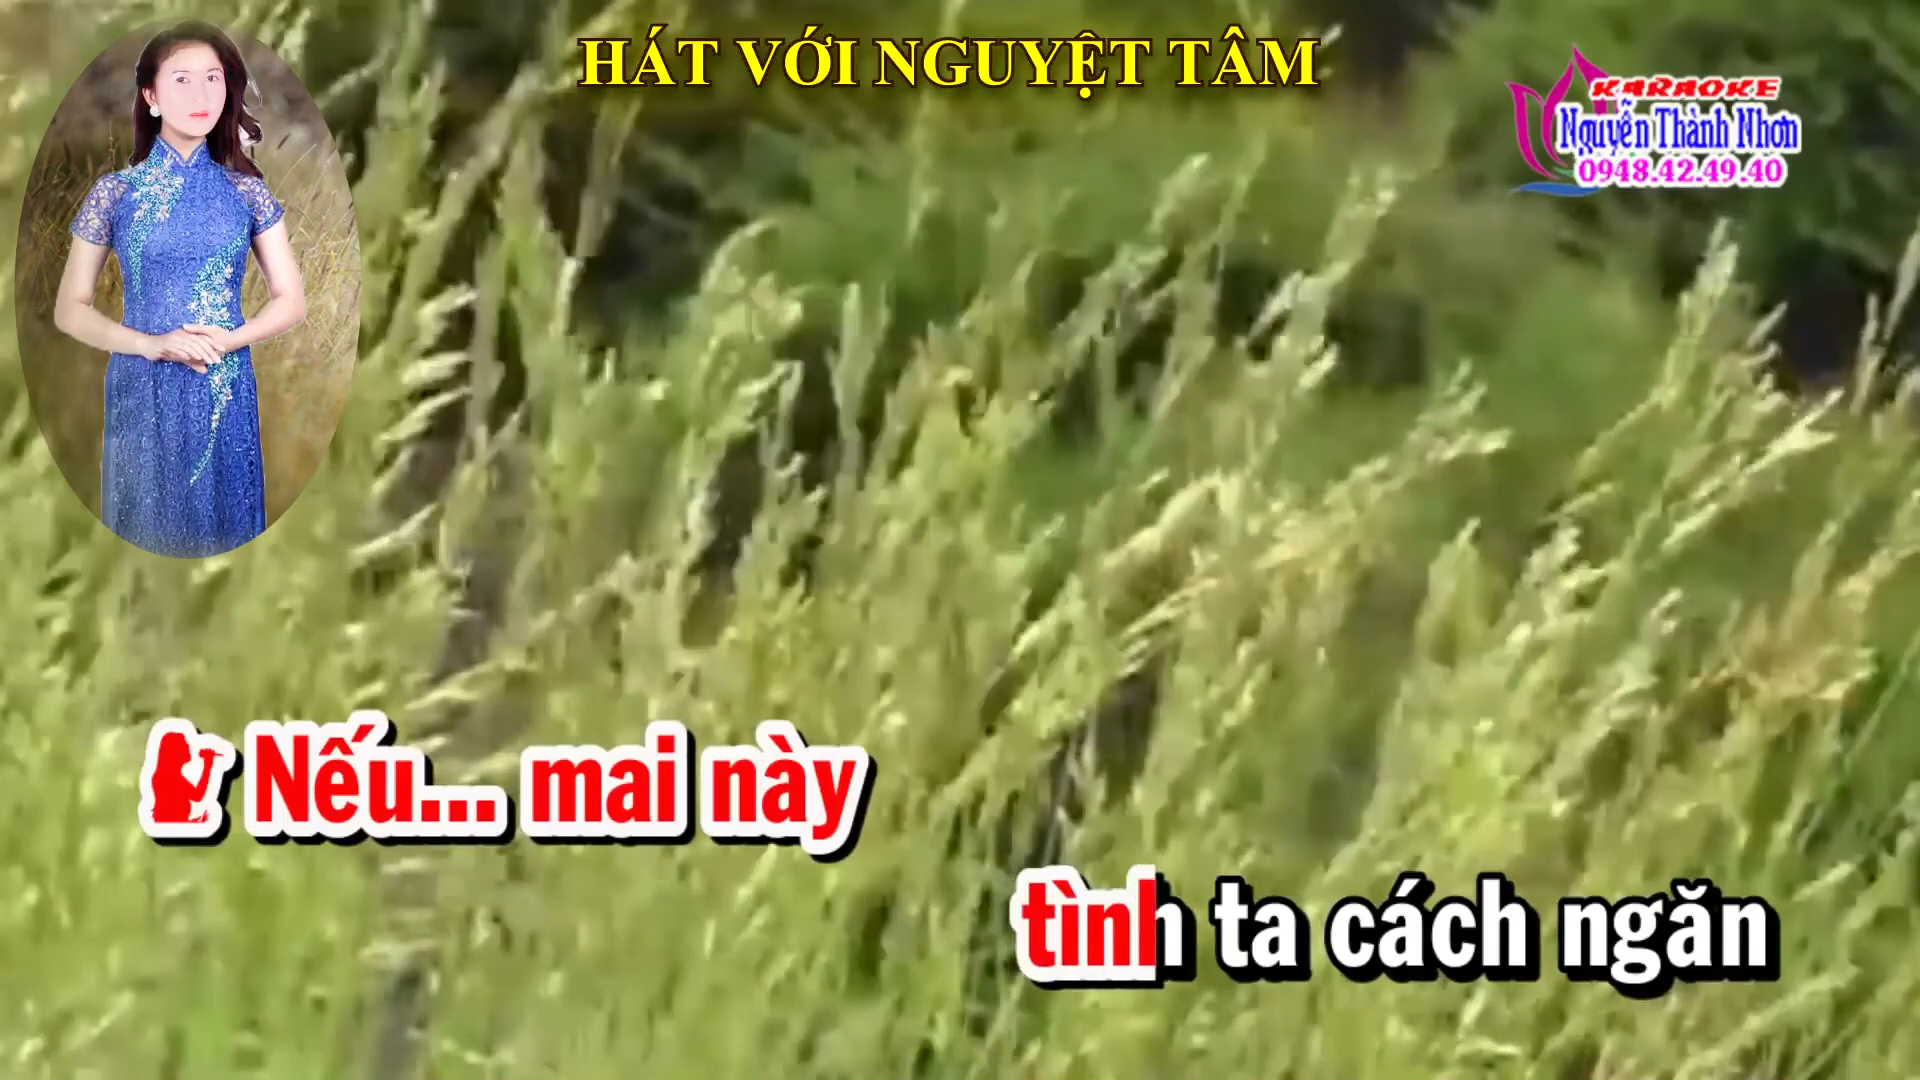 HÁT VỚI NGUYỆT TÂM
KARAOKE
Nguyễn Thành Nhơn
0948.42.49.40
Nếu... mai này
tình ta cách ngăn